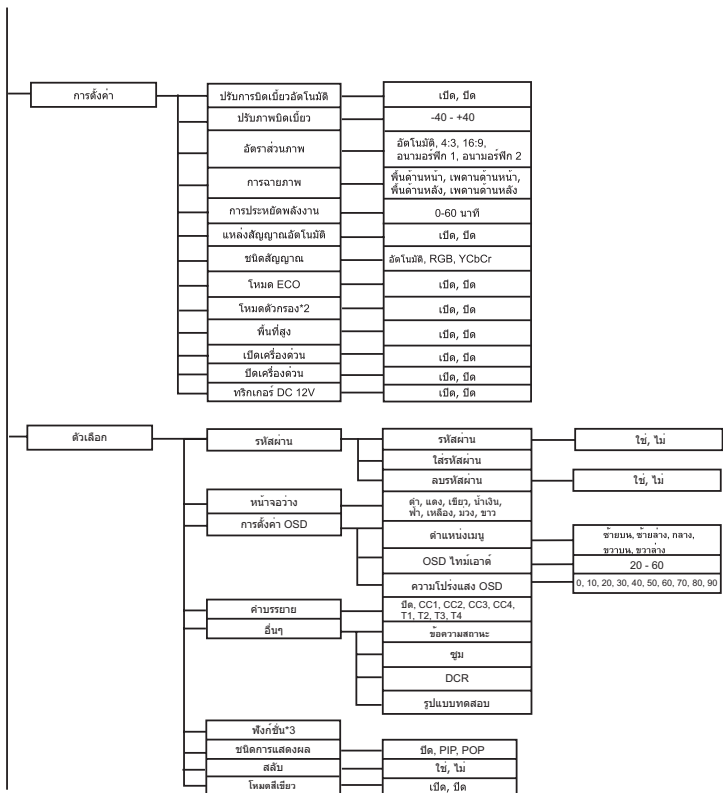 การตั้งค่า
ปรับการบิดเบี้ยวอัตโนมัติ
เปิด, ปิด
ปรับภาพบิดเบี้ยว
-40 - +40
อัตราส่วนภาพ
อัตโนมัติ, 4:3, 16:9,
อนามอร์ฟิก 1, อนามอร์ฟิก 2
การฉายภาพ
พื้นด้านหน้า, เพดานด้านหน้า,
พื้นด้านหลัง, เพดานด้านหลัง
การประหยัดพลังงาน
0-60 นาที
แหล่งสัญญาณอัตโนมัติ
เปิด, ปิด
ชนิดสัญญาณ
อัตโนมัติ, RGB, YCbCr
โหมด ECO
เปิด, ปิด
โหมดตัวกรอง*2
เปิด, ปิด
พื้นที่สูง
เปิด, ปิด
เปิดเครื่องด่วน
เปิด, ปิด
ปิดเครื่องด่วน
เปิด, ปิด
ทริกเกอร์ DC 12V
เปิด, ปิด
ตัวเลือก
รหัสผ่าน
รหัสผ่าน
ใช่, ไม่
ใส่รหัสผ่าน
ลบรหัสผ่าน
ใช่, ไม่
หน้าจอว่าง
ดำ, แดง, เขียว, น้ำเงิน,
ฟ้า, เหลือง, ม่วง, ขาว
การตั้งค่า OSD
ตำแหน่งเมนู
ซ้ายบน, ซ้ายล่าง, กลาง,
ขวาบน, ขวาล่าง
OSD ไทม์เอาต์
20 - 60
ความโปร่งแสง OSD
0, 10, 20, 30, 40, 50, 60, 70, 80, 90
คำบรรยาย
ปิด, CC1, CC2, CC3, CC4,
T1, T2, T3, T4
อื่นๆ
ข้อความสถานะ
ซูม
DCR
รูปแบบทดสอบ
ฟังก์ชั่น*3
ชนิดการแสดงผล
ปิด, PIP, POP
สลับ
ใช่, ไม่
โหมดสีเขียว
เปิด, ปิด